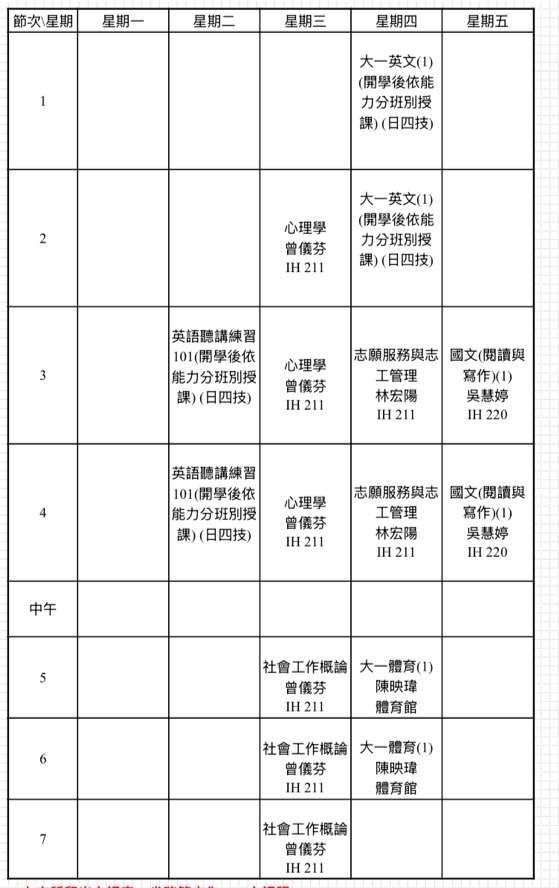 節次\星期 星期一 星期二 星期三 星期四 星期五
1
大一英文(1)
(開學後依能
力分班別授
課) (日四技)
2
心理學
曾儀芬
IH 211
大一英文(1)
(開學後依能
力分班別授
課) (日四技)
3
英語聽講練習
101(開學後依
能力分班別授
課) (日四技)
心理學
曾儀芬
IH 211
志願服務與志
工管理
林宏陽
IH 211
國文(閱讀與
寫作)(1)
吳慧婷
IH 220
4
英語聽講練習
101(開學後依
能力分班別授
課) (日四技)
心理學
曾儀芬
IH 211
志願服務與志
工管理
林宏陽
IH 211
國文(閱讀與
寫作)(1)
吳慧婷
IH 220
中午
5
社會工作概論
曾儀芬
IH 211
大一體育(1)
陳映瑋
體育館
6
社會工作概論
曾儀芬
IH 211
大一體育(1)
陳映瑋
體育館
7
社會工作概論
曾儀芬
IH 211